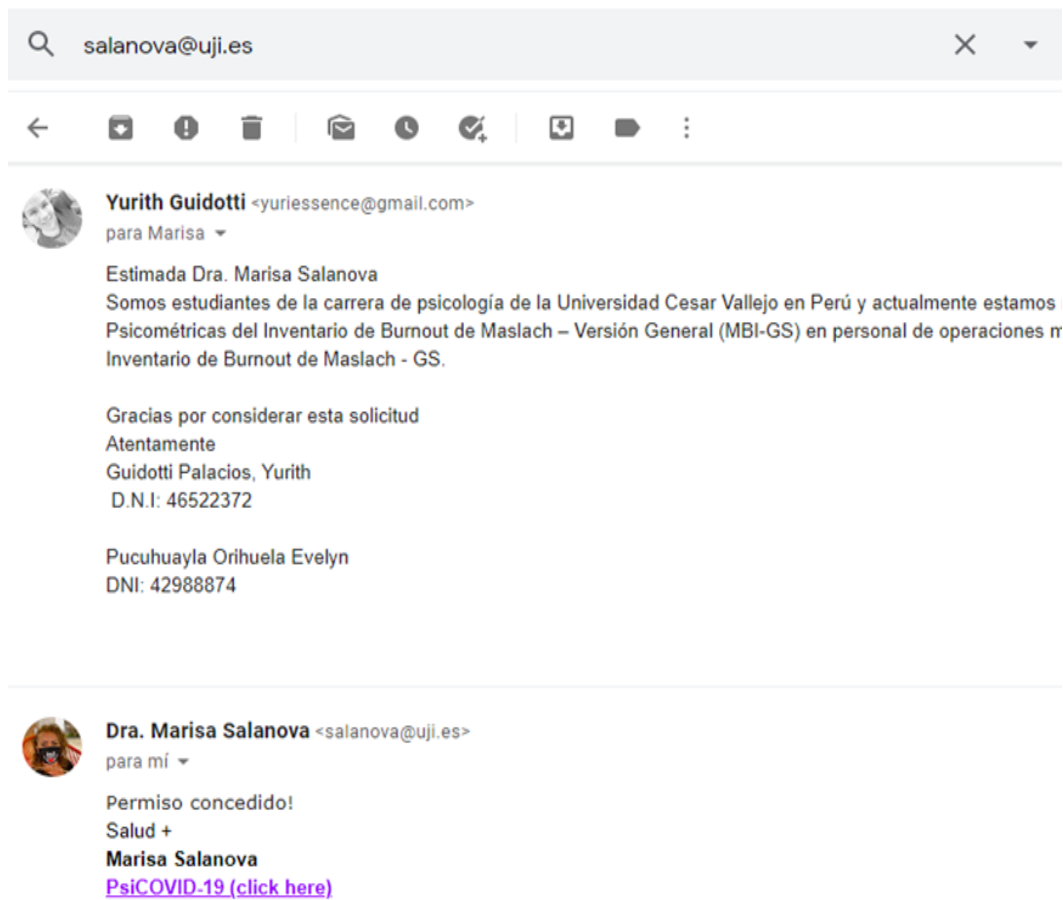 salanova@uji.es
Yurith Guidotti <yuriessence@gmail.com>
para Marisa
Estimada Dra. Marisa Salanova
Somos estudiantes de la carrera de psicología de la Universidad Cesar Vallejo en Perú y actualmente estamos
Psicométricas del Inventario de Burnout de Maslach – Versión General (MBI-GS) en personal de operaciones
Inventario de Burnout de Maslach - GS.
Gracias por considerar esta solicitud
Atentamente
Guidotti Palacios, Yurith
D.N.I: 46522372
Pucuhuayla Orihuela Evelyn
DNI: 42988874
Dra. Marisa Salanova <salanova@uji.es>
para mí
Permiso concedido!
Salud +
Marisa Salanova
PsiCOVID-19 (click here)